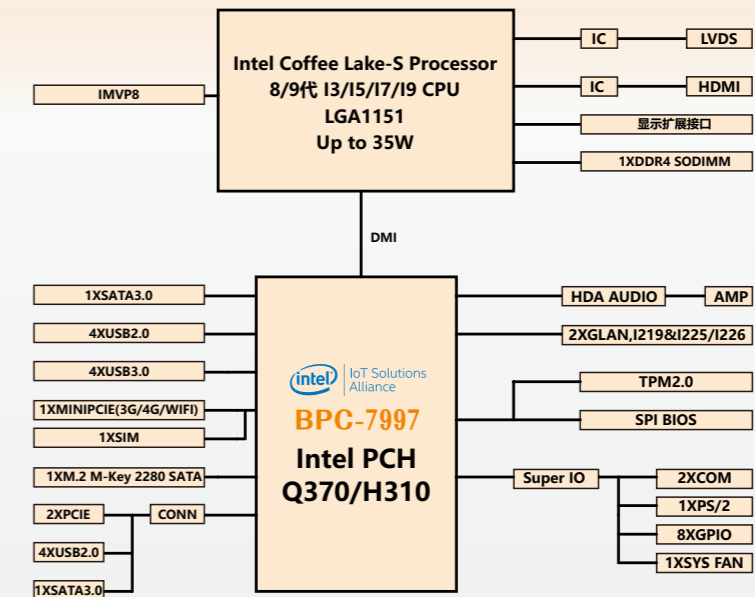 Intel Coffee Lake-S Processor
8/9代 I3/I5/I7/I9 CPU
LGA1151
Up to 35W
IMVP8
IC
LVDS
IC
HDMI
显示扩展接口
1XDDR4 SODIMM
DMI
1XSATA3.0
4XUSB2.0
4XUSB3.0
1XMINIPCIE(3G/4G/WIFI)
1XSIM
1XM.2 M-Key 2280 SATA
2XPCIE
CONN
4XUSB2.0
1XSATA3.0
intel IoT Solutions
Alliance
BPC-7997
Intel PCH
Q370/H310
HDA AUDIO
AMP
2XGLAN,I219&I225/I226
TPM2.0
SPI BIOS
Super IO
2XCOM
1XPS/2
8XGPIO
1XSYS FAN